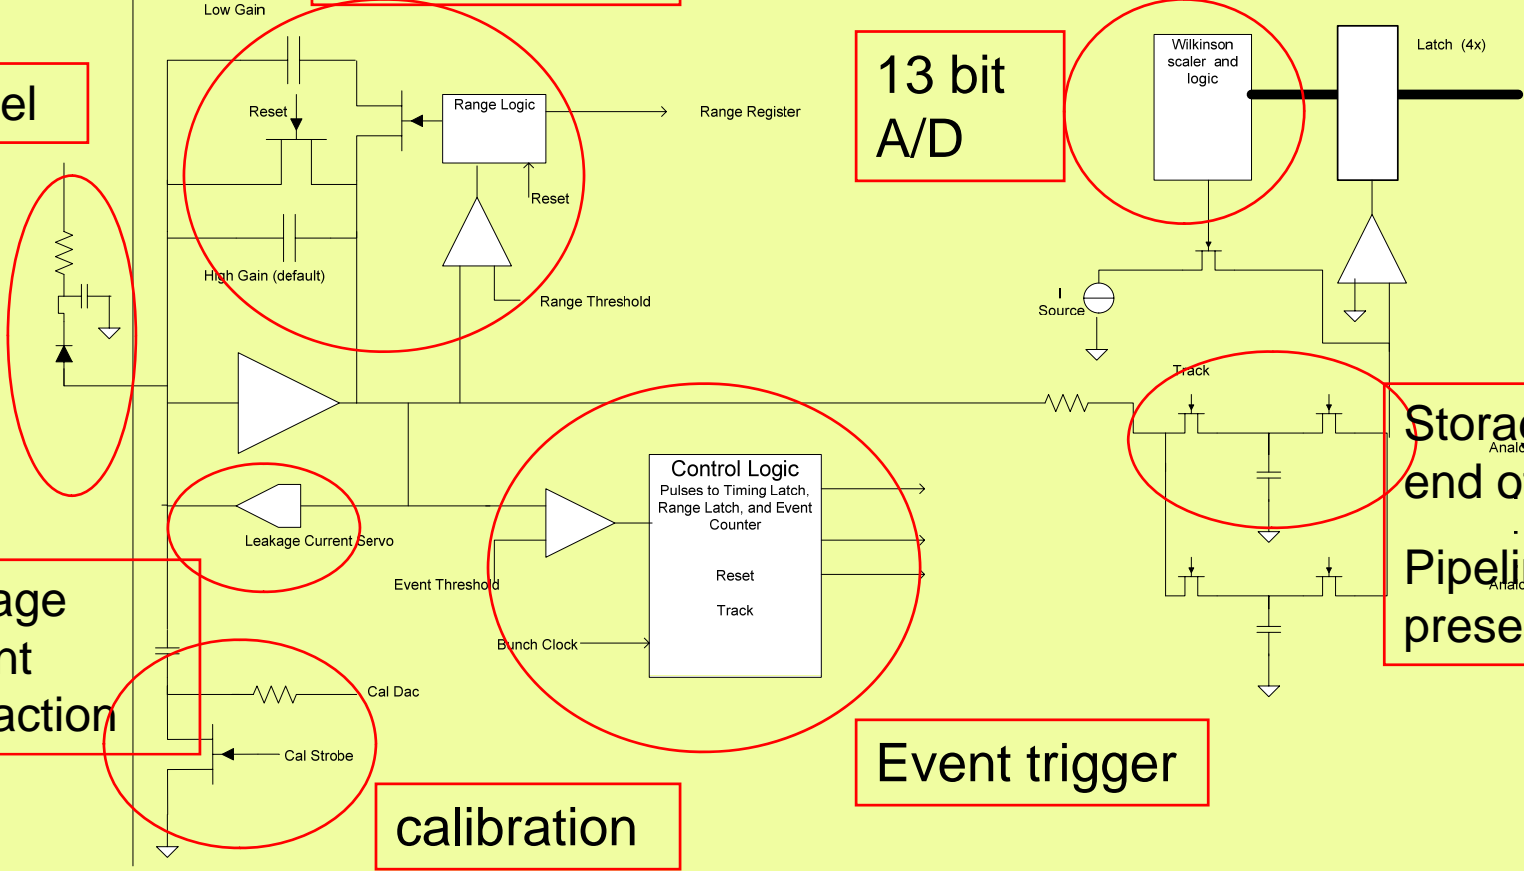 Low Gain
el
Reset
Range Logic
Range Register
Reset
High Gain (default)
Range Threshold
13 bit
A/D
Wilkinson
scaler and
logic
Latch (4x)
I
Source
Track
Leakage Current Servo
Event Threshold
Bunch Clock
Control Logic
Pulses to Timing Latch,
Range Latch, and Event
Counter
Reset
Track
age
nt
action
Cal Dac
Cal Strobe
calibration
Event trigger
Storag
Analo
end o
Pipeli
Analo
prese